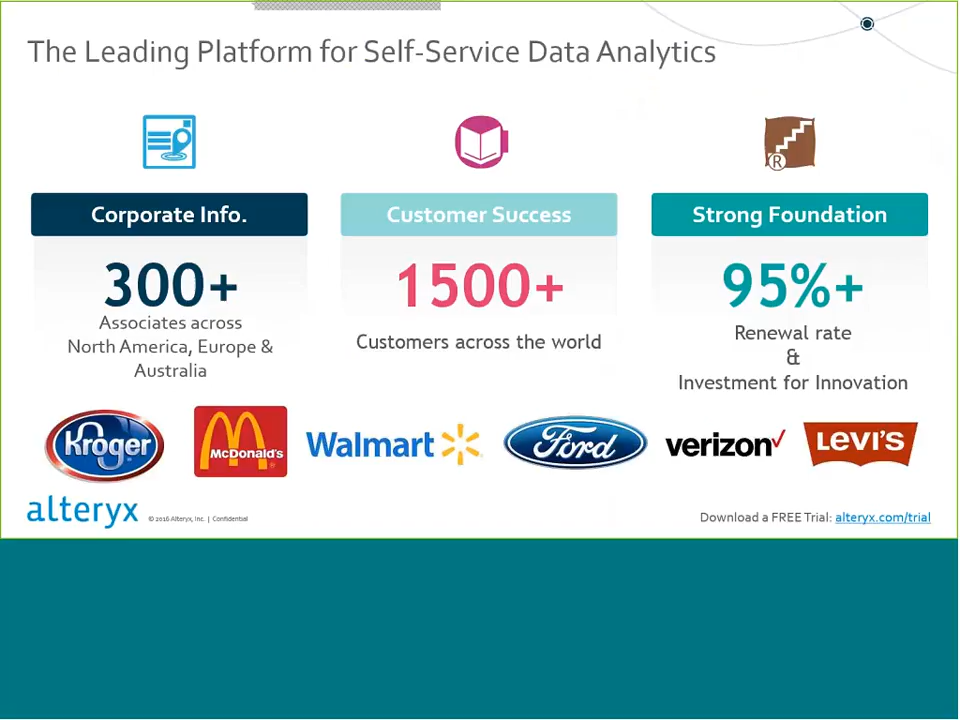 The Leading Platform for Self-Service Data Analytics
®
Corporate Info.
Customer Success
Strong Foundation
300+
1500+
95%+
Associates across
North America, Europe &
Australia
Customers across the world
Renewal rate
&
Investment for Innovation
Kroger
McDonald's
Walmart
Ford
verizon✓
LEVI'S
alteryx
© 2016 Alteryx, Inc. | Confidential
Download a FREE Trial: alteryx.com/trial